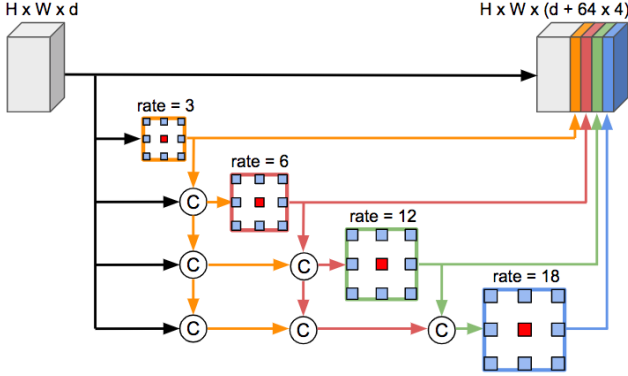 H x W x d
H x W x (d + 64 x 4)
rate = 3
rate = 6
C
rate = 12
C
C
rate = 18
C
C
C